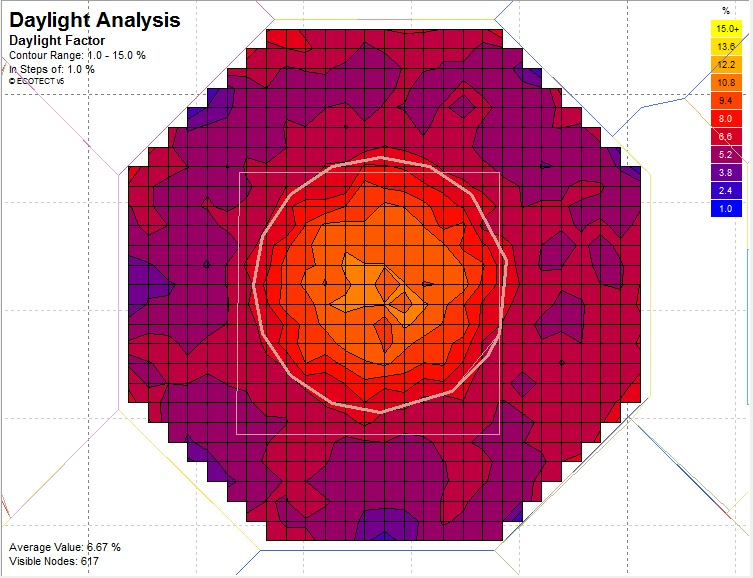 Daylight Analysis
Daylight Factor
Contour Range: 1.0 - 15.0 %
In Steps of: 1.0 %
© ECOTECT v5
%
15.0+
13.6
12.2
10.8
9.4
8.0
6.6
5.2
3.8
2.4
1.0
Average Value: 6.67 %
Visible Nodes: 617